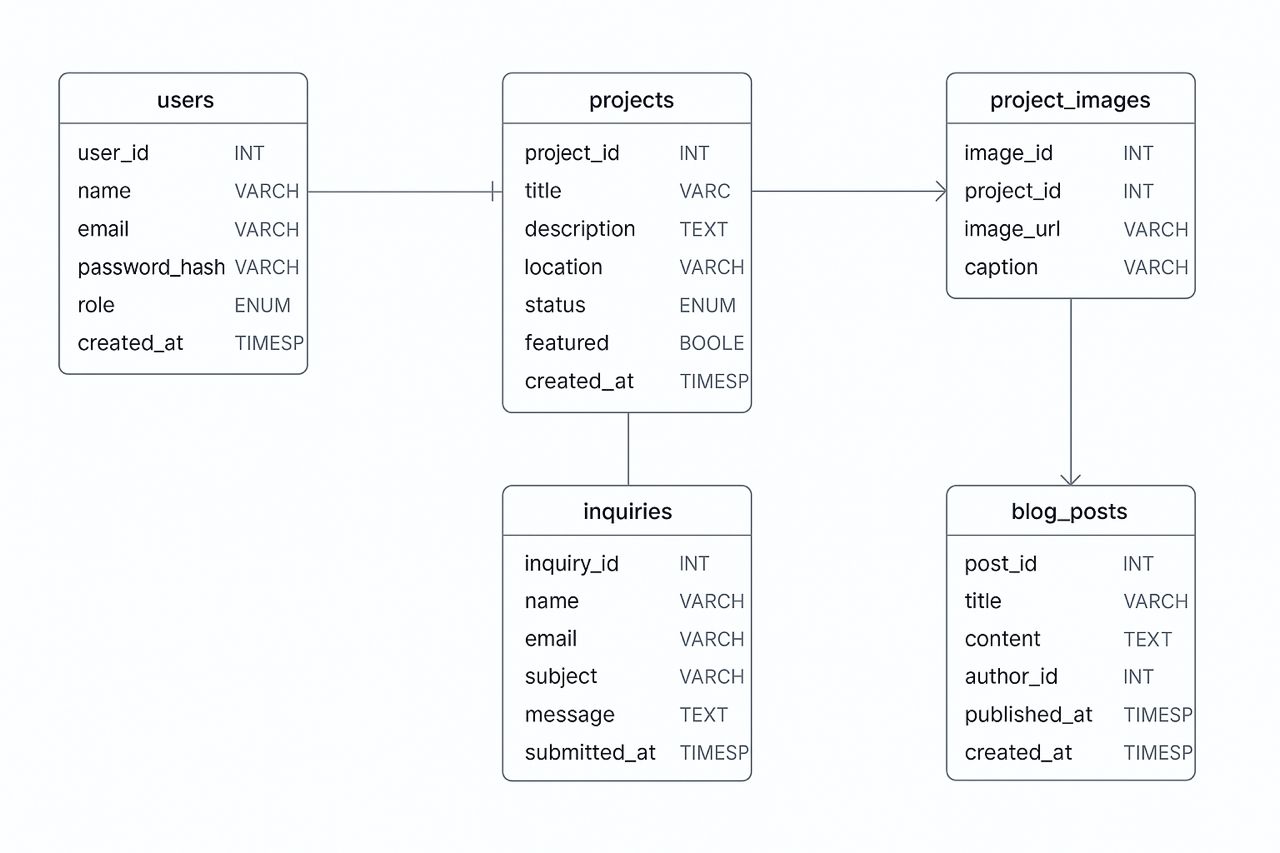 users
user_id INT
name VARCH
email VARCH
password_hash VARCH
role ENUM
created_at TIMESP
projects
project_id INT
title VARC
description TEXT
location VARCH
status ENUM
featured BOOLE
created_at TIMESP
project_images
image_id INT
project_id INT
image_url VARCH
caption VARCH
inquiries
inquiry_id INT
name VARCH
email VARCH
subject VARCH
message TEXT
submitted_at TIMESP
blog_posts
post_id INT
title VARCH
content TEXT
author_id INT
published_at TIMESP
created_at TIMESP